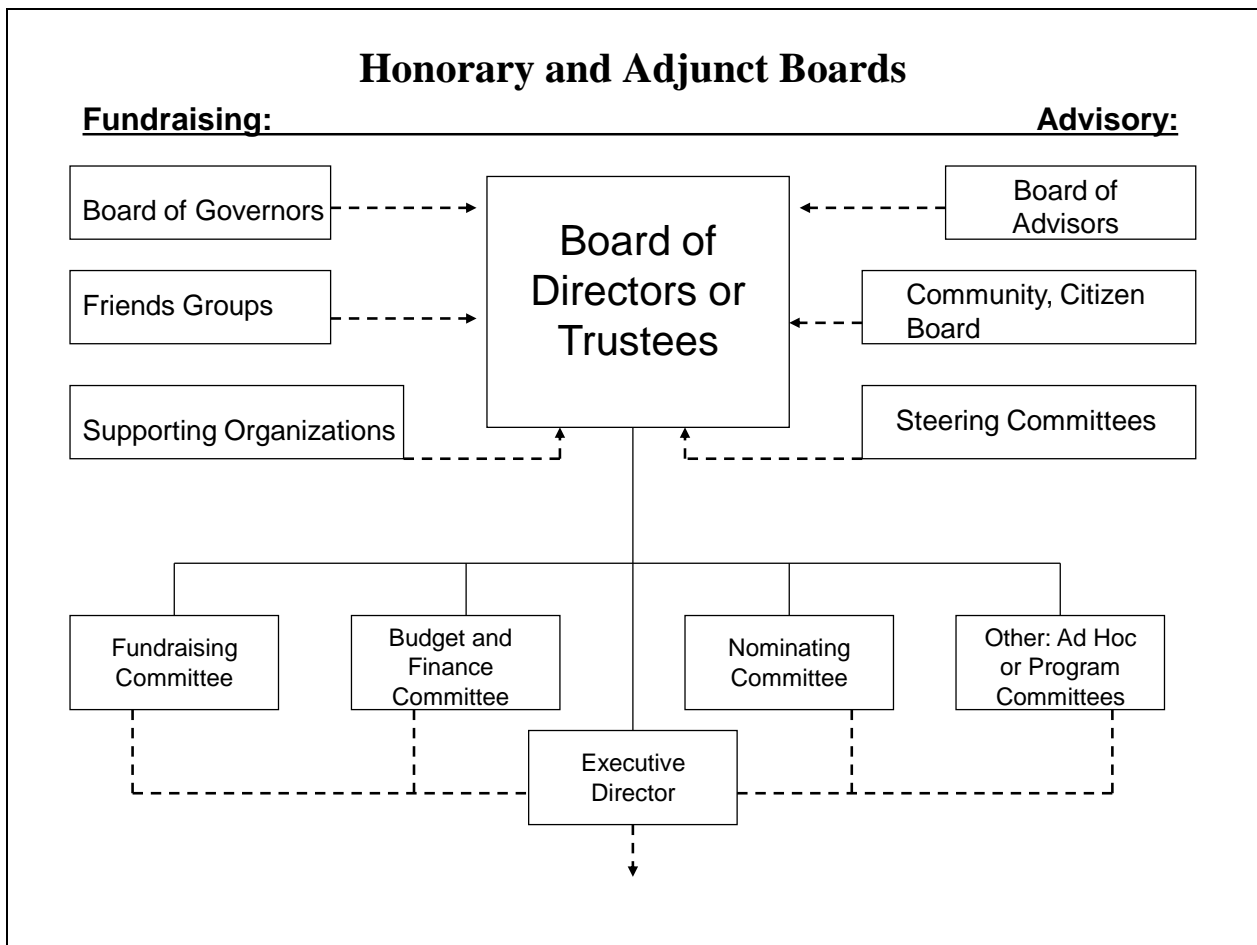 Honorary and Adjunct Boards
Fundraising: Advisory:
Board of Governors
Board of Directors or Trustees
Board of
Advisors
Friends Groups
Community, Citizen
Board
Supporting Organizations
Steering Committees
Fundraising
Committee
Budget and
Finance
Committee
Nominating
Committee
Other: Ad Hoc
or Program
Committees
Executive
Director